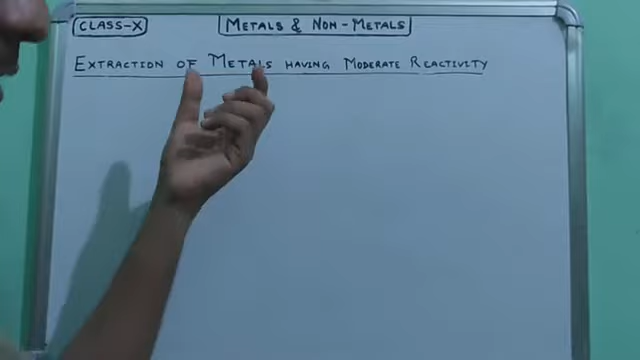 CLASS-X
METALS & NON-METALS
EXTRACTION OF METALS HAVING MODERATE REACTIVITY